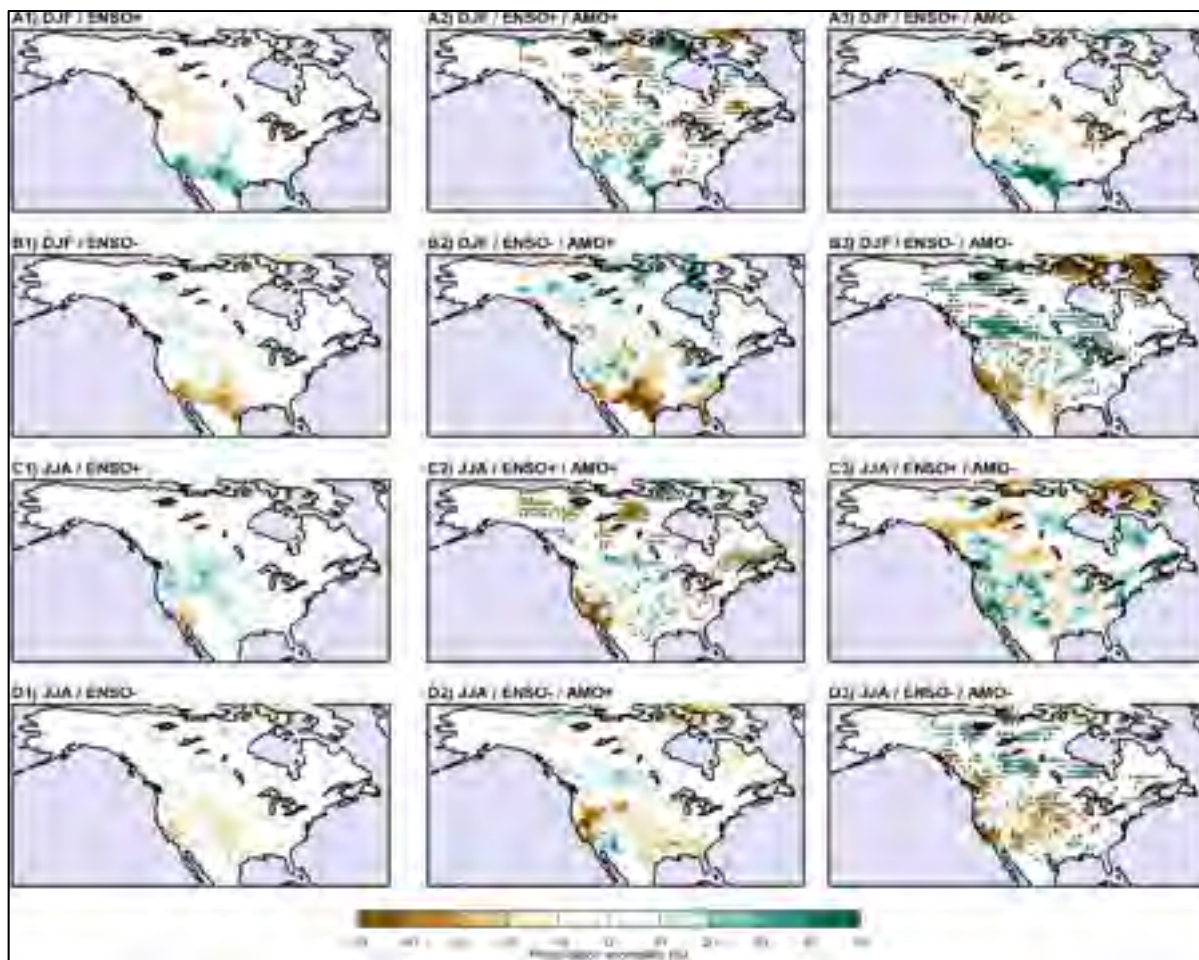 A1) DJF / ENSO+
A2) DJF / ENSO+ / AMO+
A3) DJF / ENSO+ / AMO-
B1) DJF / ENSO-
B2) DJF / ENSO- / AMO+
B3) DJF / ENSO- / AMO-
C1) JJA / ENSO+
C2) JJA / ENSO+ / AMO+
C3) JJA / ENSO+ / AMO-
D1) JJA / ENSO-
D2) JJA / ENSO- / AMO+
D3) JJA / ENSO- / AMO-
Precipitation anomalies (%)